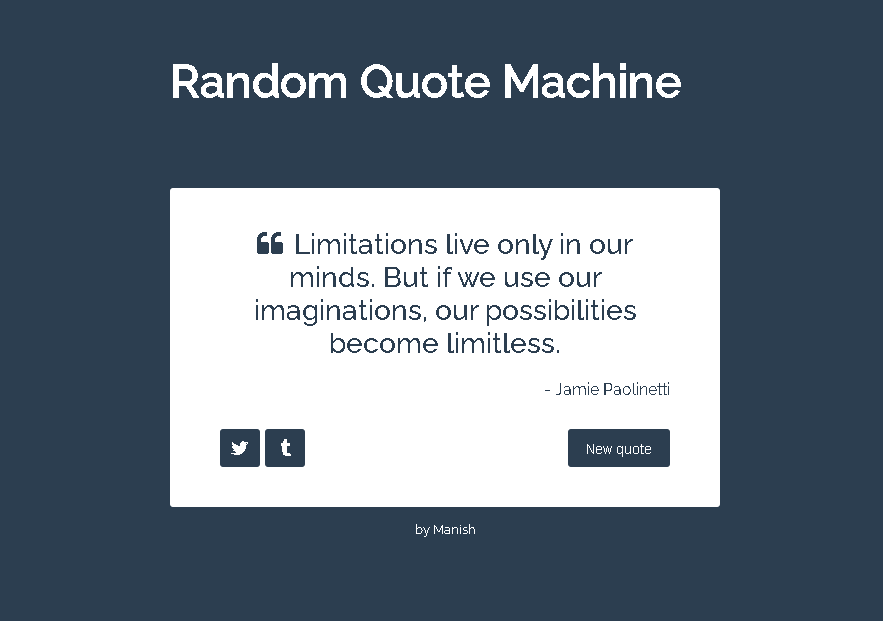 Random Quote Machine
Limitations live only in our
minds. But if we use our
imaginations, our possibilities
become limitless.
- Jamie Paolinetti
New quote
by Manish